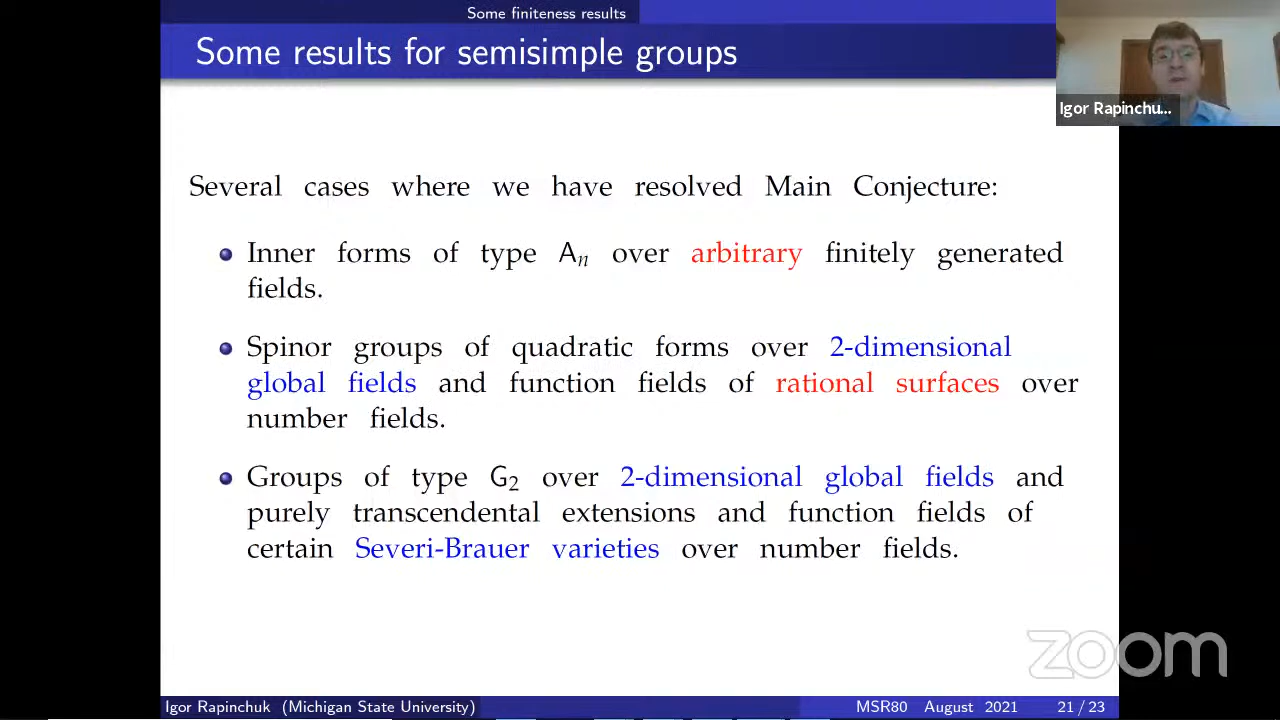 Some finiteness results
Some results for semisimple groups
Igor Rapinchu...
Several cases where we have resolved Main Conjecture:
Inner forms of type Aₙ over arbitrary finitely generated
fields.
Spinor groups of quadratic forms over 2-dimensional
global fields and function fields of rational surfaces over
number fields.
Groups of type G₂ over 2-dimensional global fields and
purely transcendental extensions and function fields of
certain Severi-Brauer varieties over number fields.
zoom
Igor Rapinchuk (Michigan State University) MSR80 August 2021 21 / 23